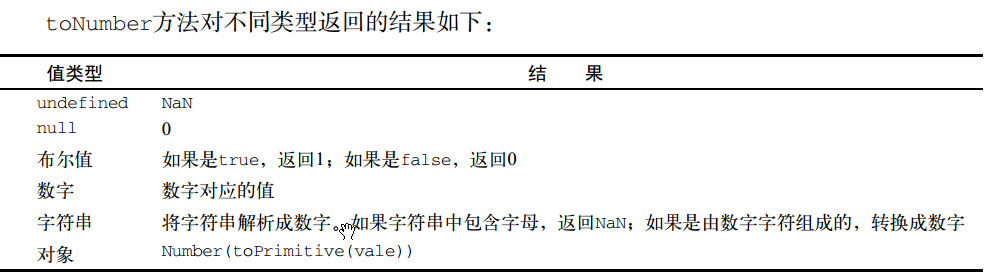 toNumber方法对不同类型返回的结果如下：
值类型 结 果
undefined NaN
null 0
布尔值 如果是true，返回1；如果是false，返回0
数字 数字对应的值
字符串 将字符串解析成数字。如果字符串中包含字母，返回NaN；如果是由数字字符组成的，转换成数字
对象 Number(toPrimitive(vale))